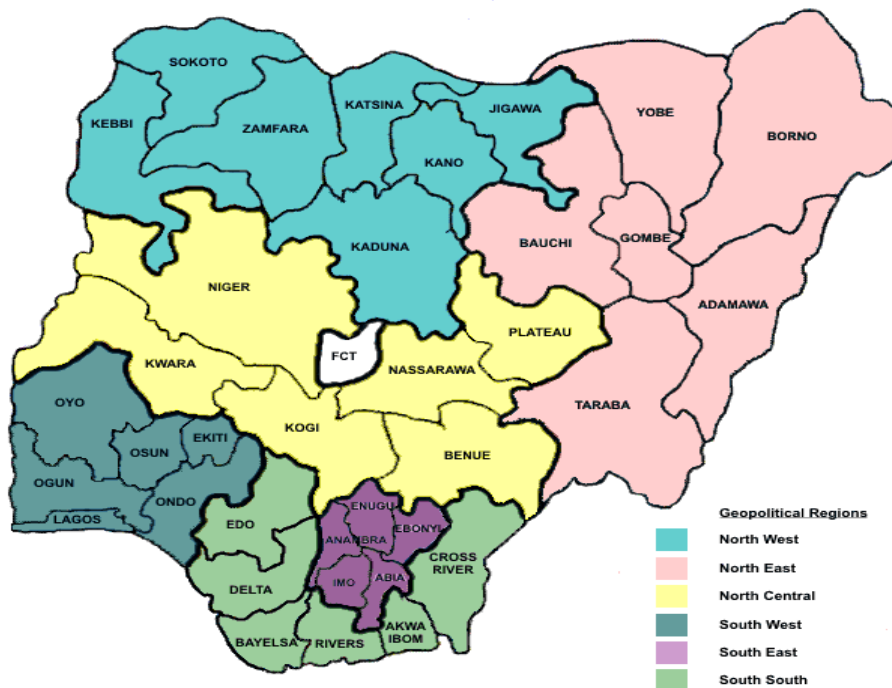 SOKOTO
KATSINA
JIGAWA
YOBE
KEBBI
ZAMFARA
BORNO
KANO
KADUNA
BAUCHI
GOMBE
NIGER
ADAMAWA
PLATEAU
FCT
KWARA
NASSARAWA
OYO
TARABA
KOGI
EKITI
OSUN
BENUE
OGUN
ONDO
LAGOS
EDO
ENUGU
EBONYI
ANAMBRA
CROSS
RIVER
IMO
ABIA
DELTA
BAYELSA
RIVERS
AKWA
IBOM
Geopolitical Regions
North West
North East
North Central
South West
South East
South South